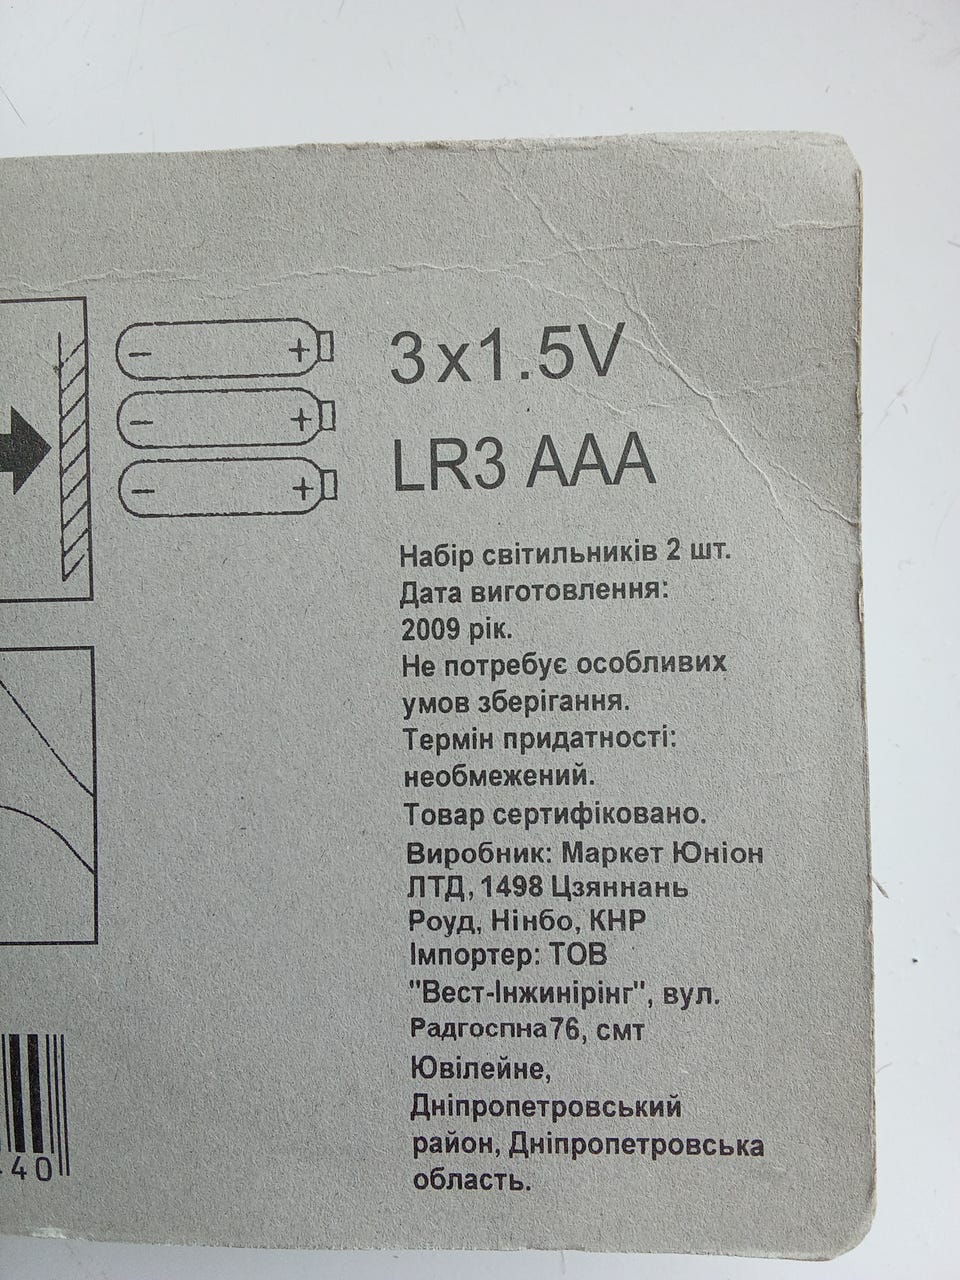 3x1.5V
LR3 AAA
Набір світильників 2 шт.
Дата виготовлення:
2009 рік.
Не потребує особливих
умов зберігання.
Термін придатності:
необмежений.
Товар сертифіковано.
Виробник: Маркет Юніон
ЛТД, 1498 Цзяннань
Роуд, Нінбо, КНР
Імпортер: ТОВ
"Вест-Інжинірінг", вул.
Радгоспна76, смт
Ювілейне,
Дніпропетровський
район, Дніпропетровська
область.
40